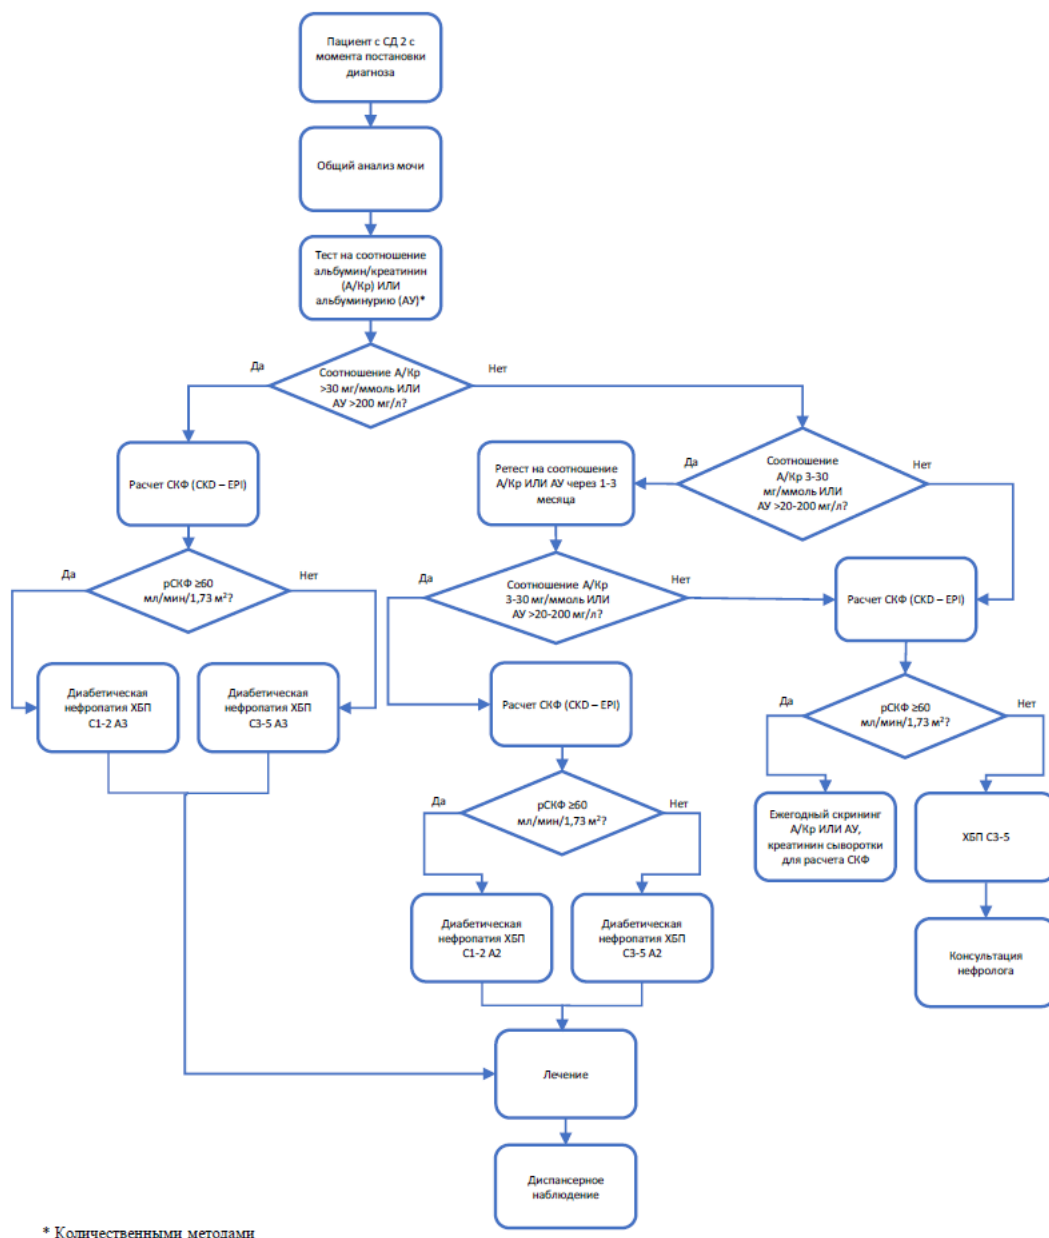 Пациент с СД 2 с
момента постановки
диагноза
Общий анализ мочи
Тест на соотношение
альбумин/креатинин
(А/Кр) ИЛИ
альбуминурию (АУ)*
Да
Соотношение А/Кр
>30 мг/ммоль ИЛИ
АУ >200 мг/л?
Нет
Расчет СКФ (CKD – EPI)
Ретест на соотношение
А/Кр ИЛИ АУ через 1-3
месяца
Да
Соотношение
А/Кр 3-30
мг/ммоль ИЛИ
АУ >20-200 мг/л?
Нет
Да
рСКФ ≥60
мл/мин/1,73 м²?
Нет
Да
Соотношение А/Кр
3-30 мг/ммоль ИЛИ
АУ >20-200 мг/л?
Нет
Расчет СКФ (CKD – EPI)
Диабетическая
нефропатия ХБП
С1-2 А3
Диабетическая
нефропатия ХБП
С3-5 А3
Расчет СКФ (CKD – EPI)
Да
рСКФ ≥60
мл/мин/1,73 м²?
Нет
Да
рСКФ ≥60
мл/мин/1,73 м²?
Нет
Ежегодный скрининг
А/Кр ИЛИ АУ,
креатинин сыворотки
для расчета СКФ
ХБП С3-5
Диабетическая
нефропатия ХБП
С1-2 А2
Диабетическая
нефропатия ХБП
С3-5 А2
Консультация
нефролога
Лечение
Диспансерное
наблюдение
* Количественными методами